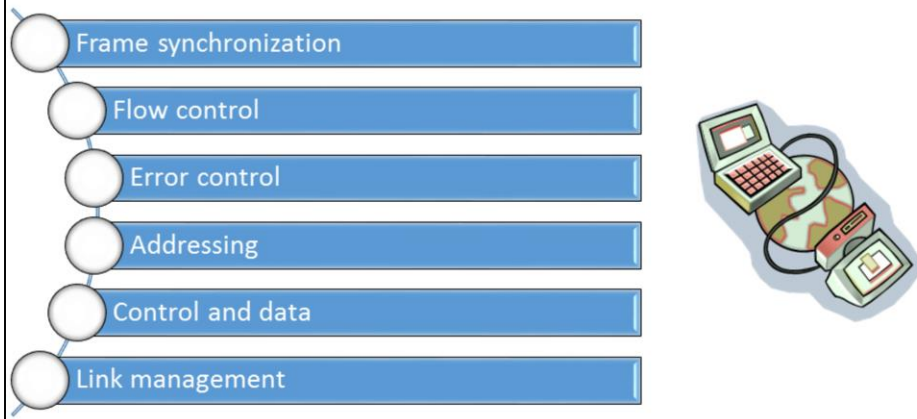 Frame synchronization
Flow control
Error control
Addressing
Control and data
Link management